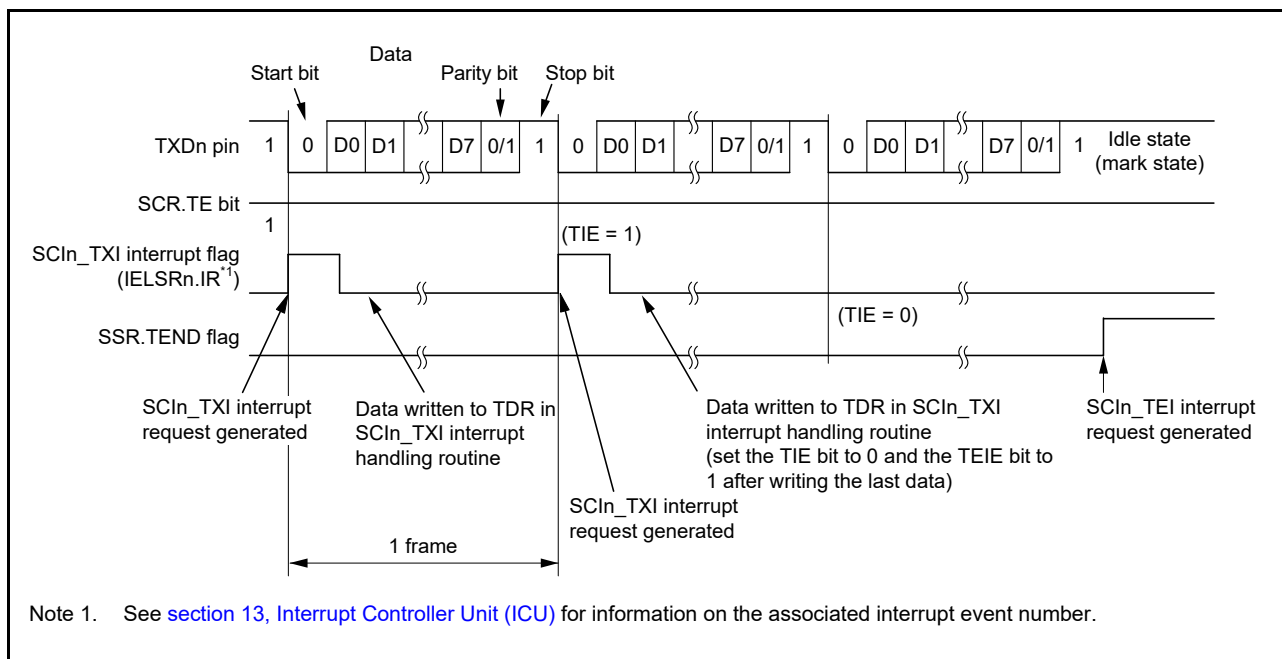 Data
Start bit
Parity bit
Stop bit
TXDn pin
1 0 D0 D1 D7 0/1 1 0 D0 D1 D7 0/1 1 0 D0 D1 D7 0/1 1
Idle state
(mark state)
SCR.TE bit
1
SCIn_TXI interrupt flag
(IELSRn.IR*1)
(TIE = 1)
(TIE = 0)
SSR.TEND flag
SCIn_TXI interrupt
request generated
Data written to TDR in
SCIn_TXI interrupt
handling routine
SCIn_TXI interrupt
request generated
Data written to TDR in SCIn_TXI
interrupt handling routine
(set the TIE bit to 0 and the TEIE bit to
1 after writing the last data)
SCIn_TEI interrupt
request generated
1 frame
Note 1. See section 13, Interrupt Controller Unit (ICU) for information on the associated interrupt event number.